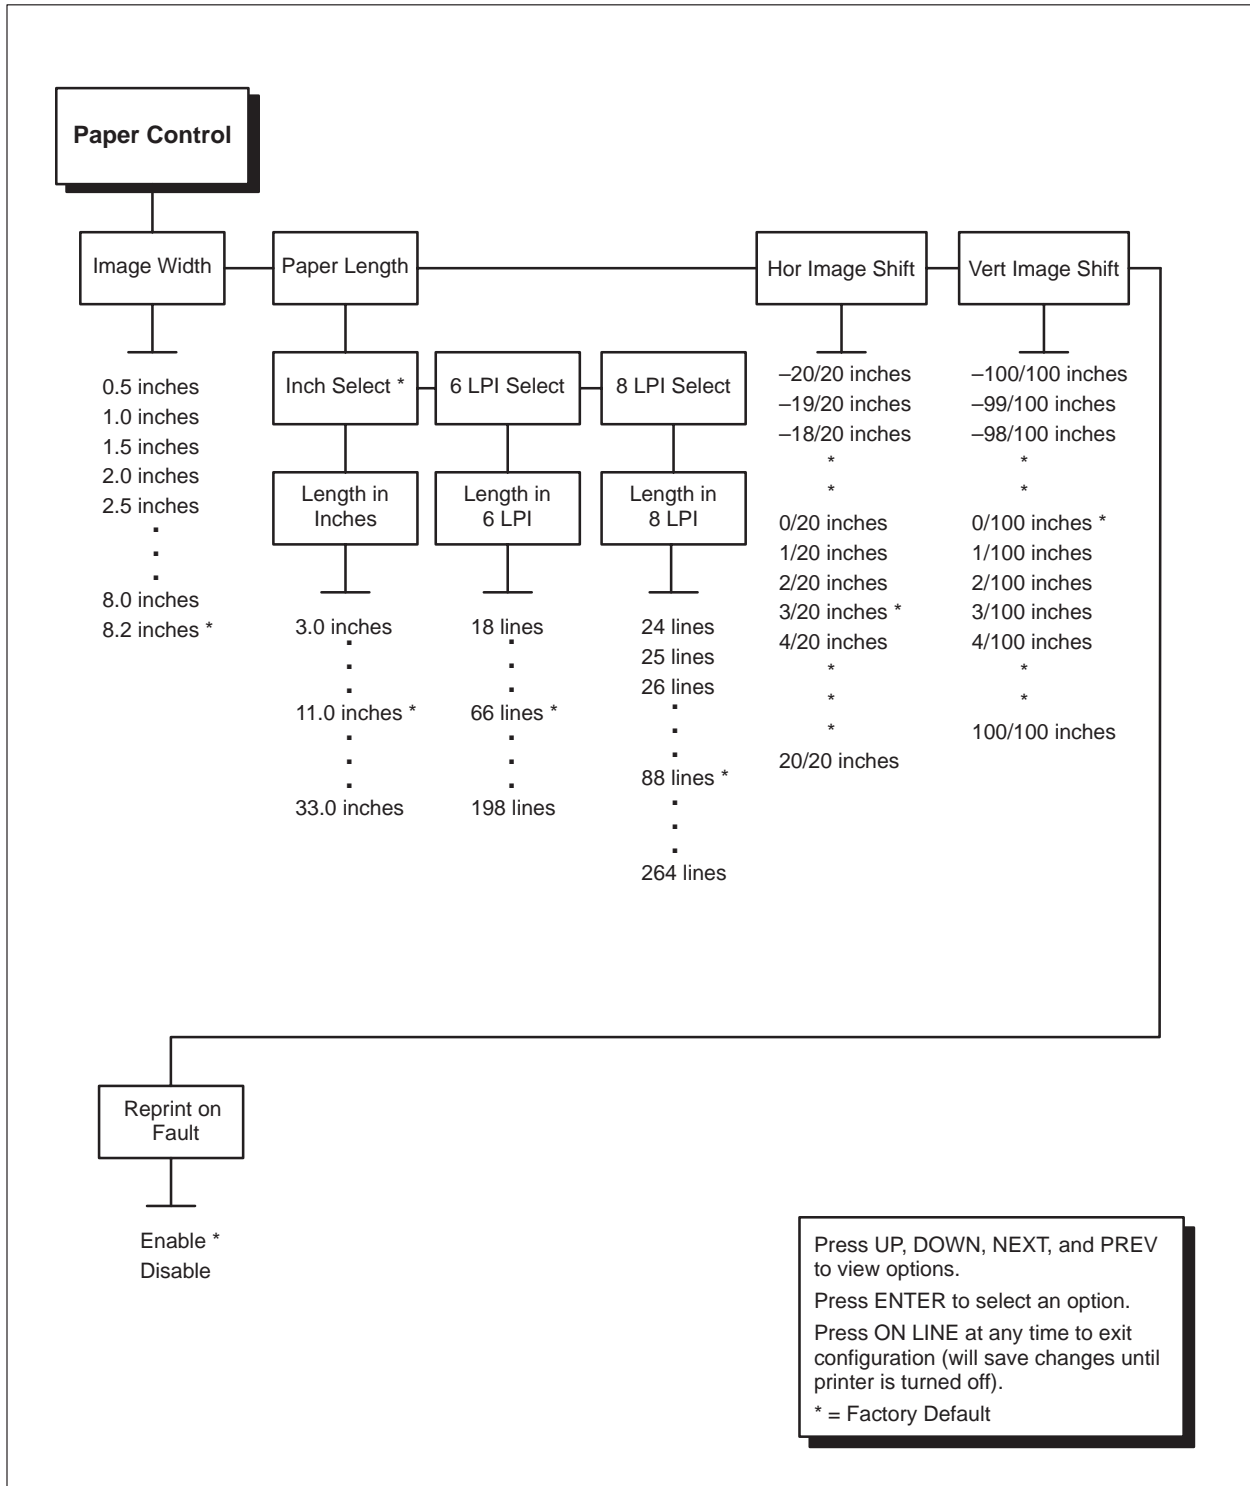 Paper Control
Image Width
Paper Length
Hor Image Shift
Vert Image Shift
0.5 inches
1.0 inches
1.5 inches
2.0 inches
2.5 inches
.
.
.
8.0 inches
8.2 inches *
Inch Select *
6 LPI Select
8 LPI Select
Length in
Inches
Length in
6 LPI
Length in
8 LPI
3.0 inches
.
.
.
11.0 inches *
.
.
.
33.0 inches
18 lines
.
.
.
66 lines *
.
.
.
198 lines
24 lines
25 lines
26 lines
.
.
.
88 lines *
.
.
.
264 lines
–20/20 inches
–19/20 inches
–18/20 inches
*
*
0/20 inches
1/20 inches
2/20 inches
3/20 inches *
4/20 inches
*
*
*
20/20 inches
–100/100 inches
–99/100 inches
–98/100 inches
*
*
0/100 inches *
1/100 inches
2/100 inches
3/100 inches
4/100 inches
*
*
100/100 inches
Reprint on
Fault
Enable *
Disable
Press UP, DOWN, NEXT, and PREV
to view options.
Press ENTER to select an option.
Press ON LINE at any time to exit
configuration (will save changes until
printer is turned off).
* = Factory Default